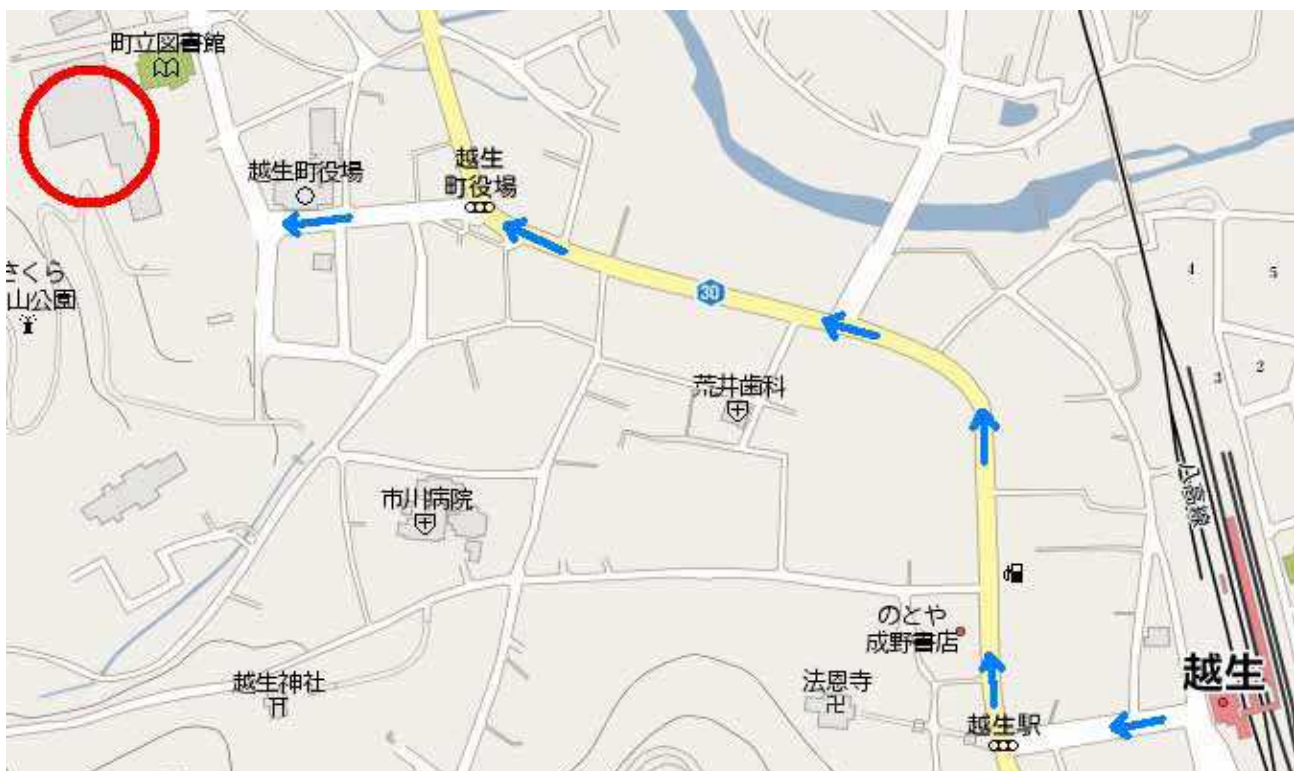 町立図書館
越生町役場
越生
町役場
さくら
山公園
30
4
5
3
2
荒井歯科
八高線
市川病院
のとや
成野書店
越生神社
法恩寺
越生駅
越生